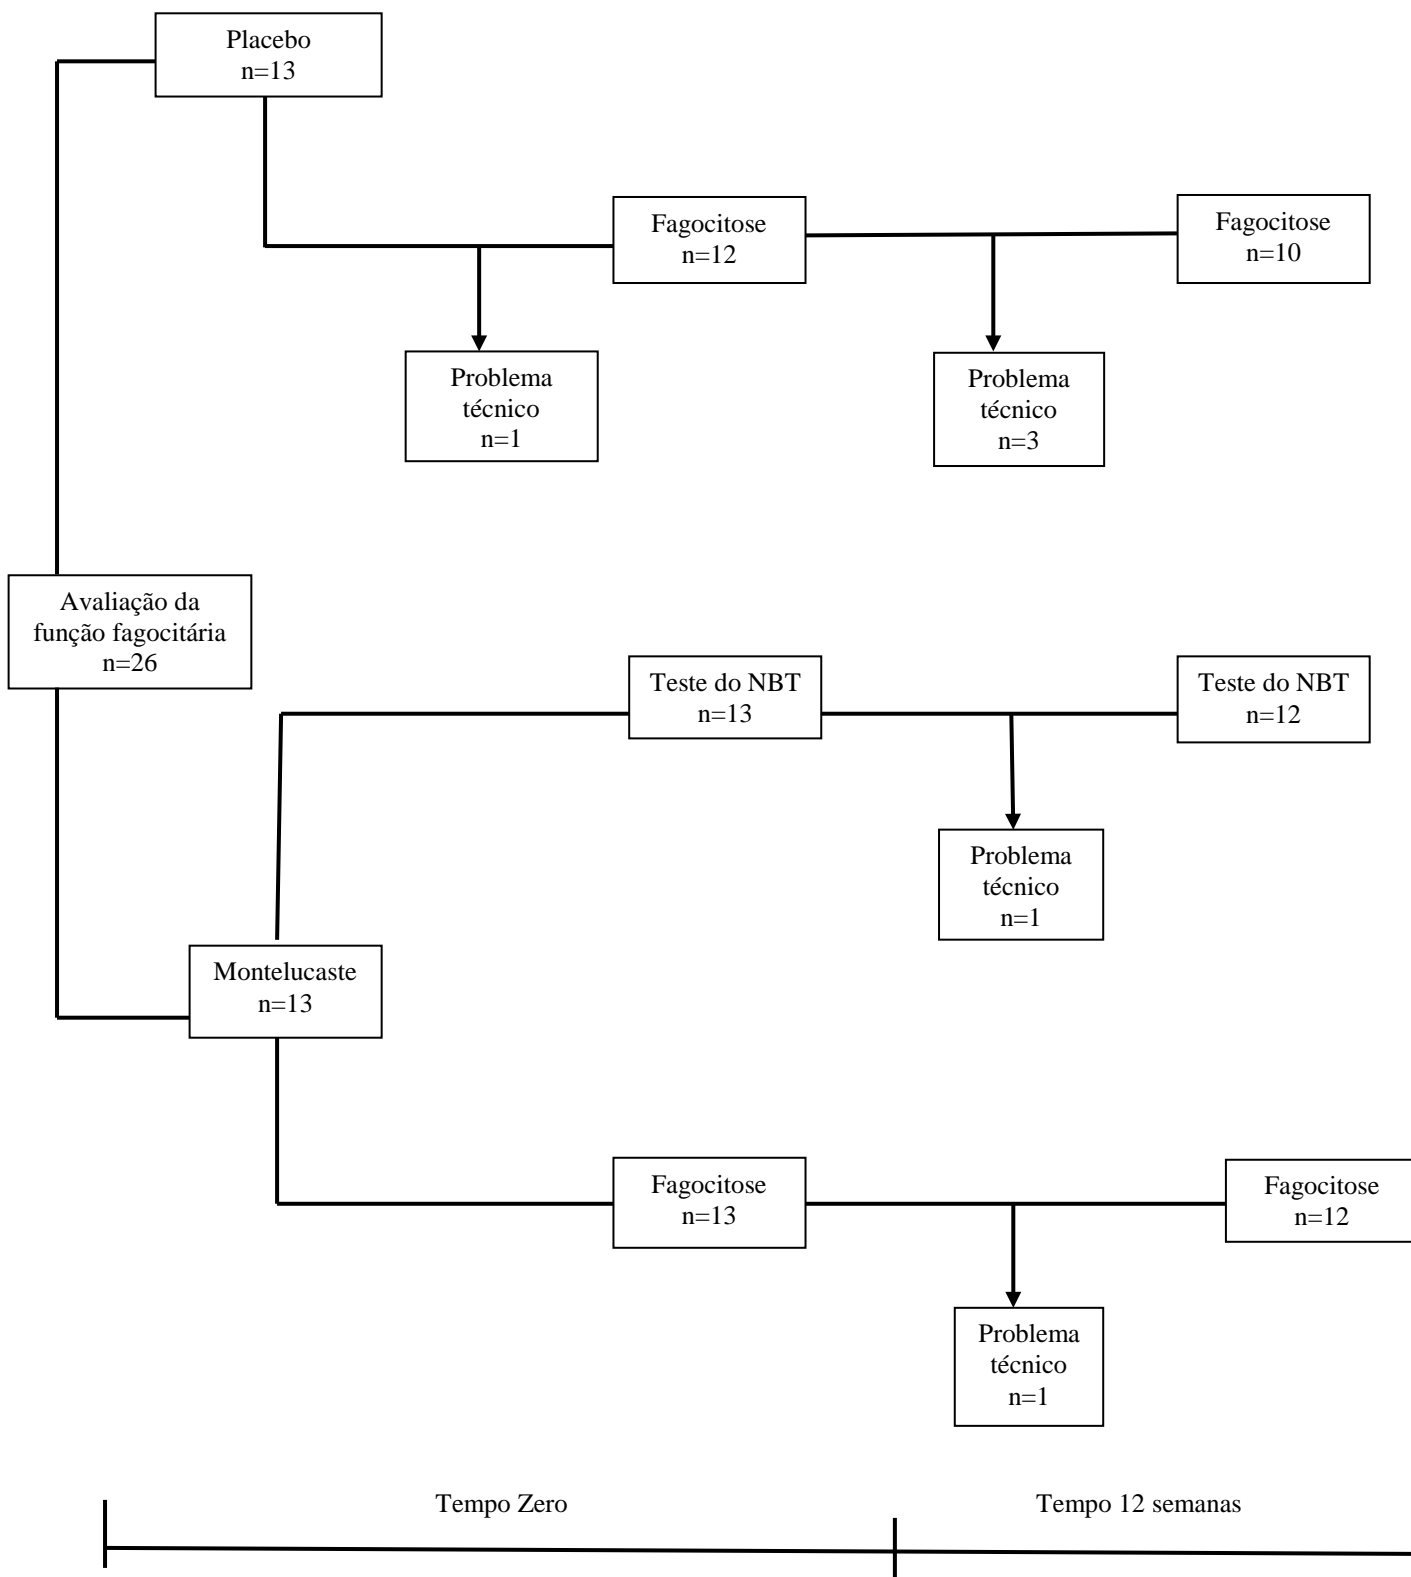 Placebo
n=13
Fagocitose
n=12
Fagocitose
n=10
Problema
técnico
n=1
Problema
técnico
n=3
Avaliação da
função fagocitária
n=26
Teste do NBT
n=13
Teste do NBT
n=12
Problema
técnico
n=1
Montelucaste
n=13
Fagocitose
n=13
Fagocitose
n=12
Problema
técnico
n=1
Tempo Zero
Tempo 12 semanas